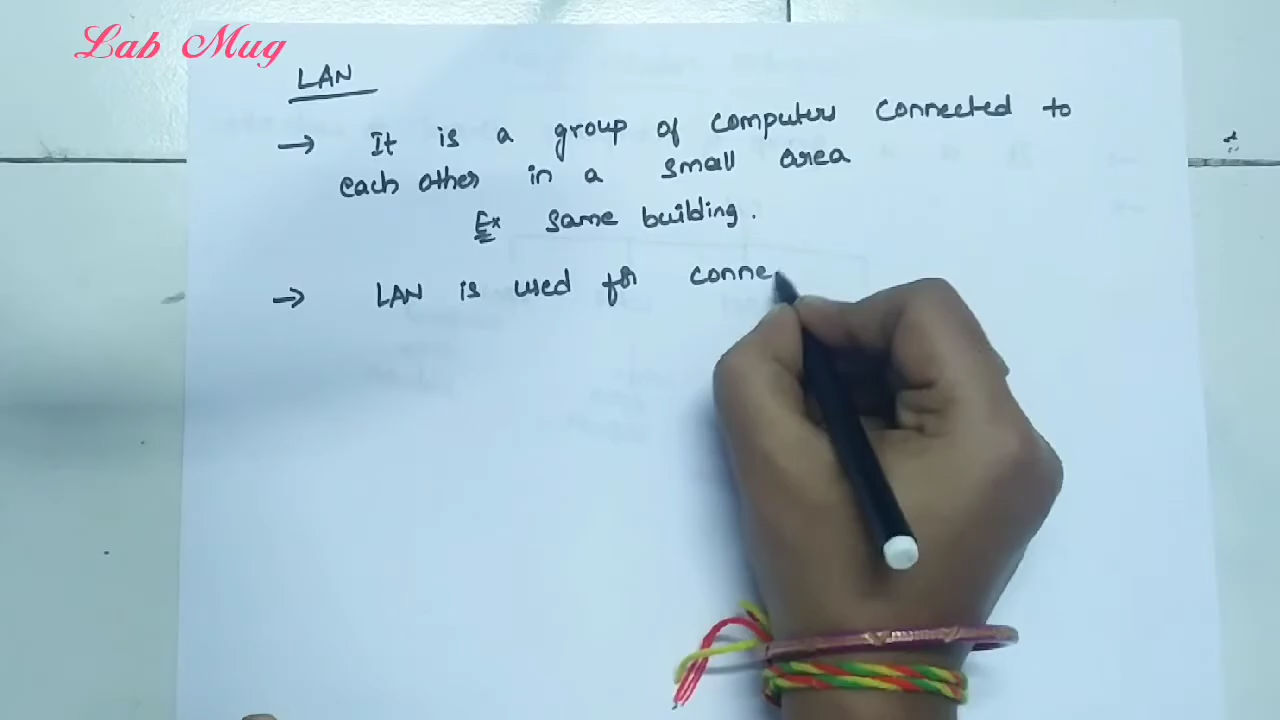 Lab Mug
LAN
→ It is a group of computers connected to
each other in a small area
Ex same building.
→ LAN is used for conne